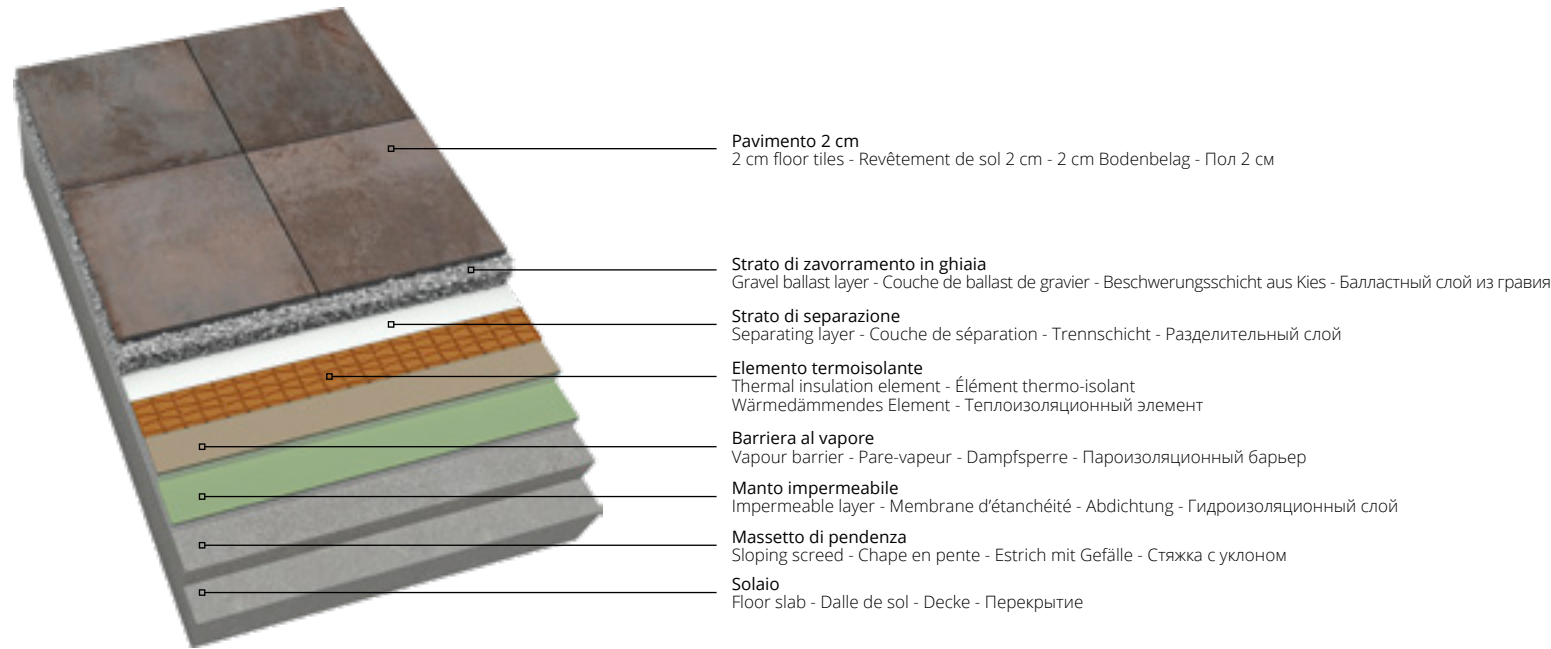 Pavimento 2 cm
2 cm floor tiles - Revêtement de sol 2 cm - 2 cm Bodenbelag - Пол 2 см
Strato di zavorramento in ghiaia
Gravel ballast layer - Couche de ballast de gravier - Beschwerungsschicht aus Kies - Балластный слой из гравия
Strato di separazione
Separating layer - Couche de séparation - Trennschicht - Разделительный слой
Elemento termoisolante
Thermal insulation element - Élément thermo-isolant
Wärmedämmendes Element - Теплоизоляционный элемент
Barriera al vapore
Vapour barrier - Pare-vapeur - Dampfsperre - Пароизоляционный барьер
Manto impermeabile
Impermeable layer - Membrane d’étanchéité - Abdichtung - Гидроизоляционный слой
Massetto di pendenza
Sloping screed - Chape en pente - Estrich mit Gefälle - Стяжка с уклоном
Solaio
Floor slab - Dalle de sol - Decke - Перекрытие